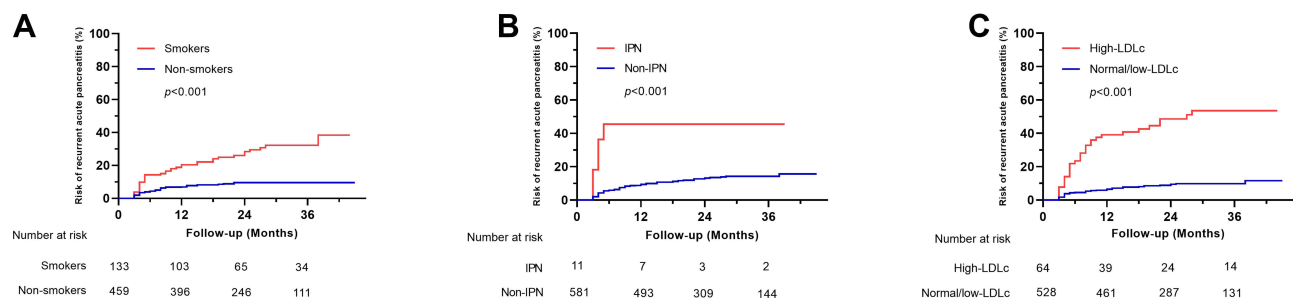 A
Risk of recurrent acute pancreatitis (%)
100
80
60
40
20
0
Smokers
Non-smokers
p<0.001
0 12 24 36
Follow-up (Months)
Number at risk
Smokers 133 103 65 34
Non-smokers 459 396 246 111
B
Risk of recurrent acute pancreatitis (%)
100
80
60
40
20
0
IPN
Non-IPN
p<0.001
0 12 24 36
Follow-up (Months)
Number at risk
IPN 11 7 3 2
Non-IPN 581 493 309 144
C
Risk of recurrent acute pancreatitis (%)
100
80
60
40
20
0
High-LDLc
Normal/low-LDLc
p<0.001
0 12 24 36
Follow-up (Months)
Number at risk
High-LDLc 64 39 24 14
Normal/low-LDLc 528 461 287 131